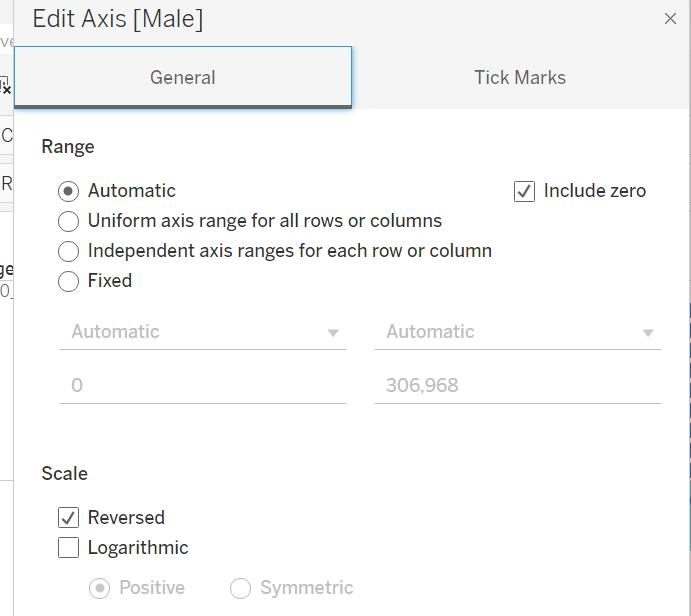 Edit Axis [Male]
General
Tick Marks
Range
Automatic
Include zero
Uniform axis range for all rows or columns
Independent axis ranges for each row or column
Fixed
Automatic
Automatic
0
306,968
Scale
Reversed
Logarithmic
Positive
Symmetric